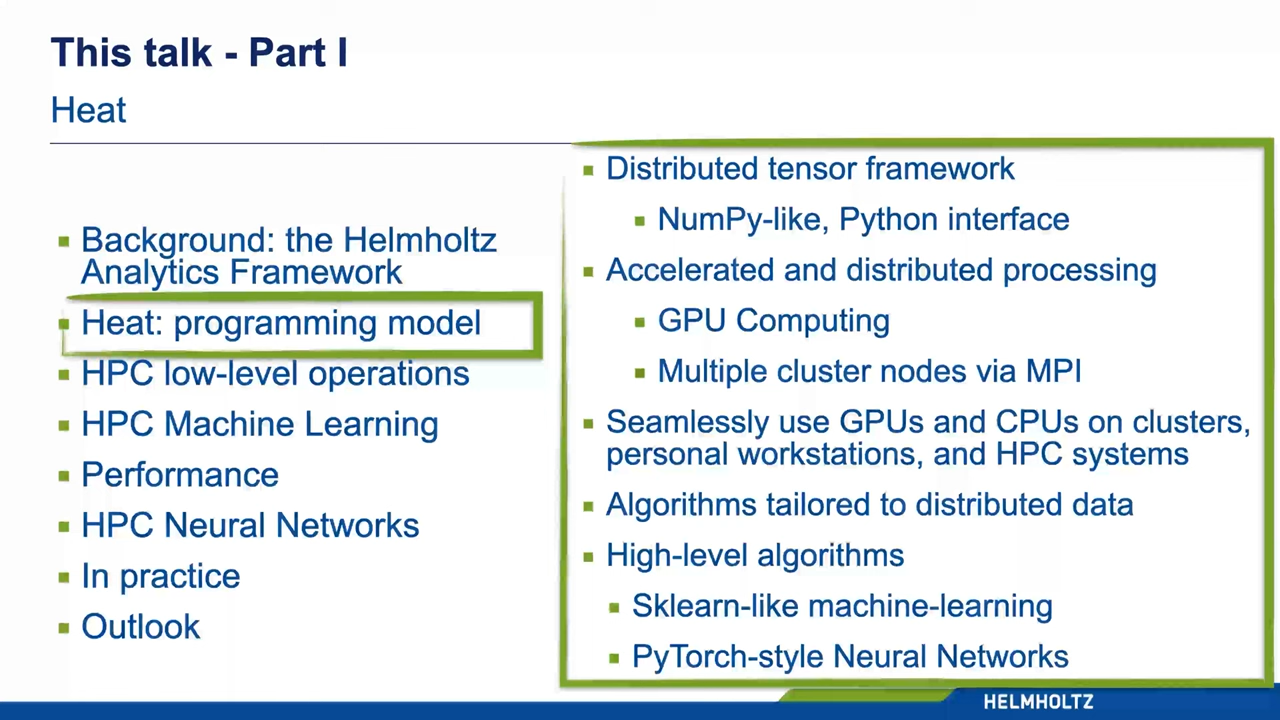 This talk - Part I
Heat
Background: the Helmholtz
Analytics Framework
Heat: programming model
HPC low-level operations
HPC Machine Learning
Performance
HPC Neural Networks
In practice
Outlook
Distributed tensor framework
NumPy-like, Python interface
Accelerated and distributed processing
GPU Computing
Multiple cluster nodes via MPI
Seamlessly use GPUs and CPUs on clusters,
personal workstations, and HPC systems
Algorithms tailored to distributed data
High-level algorithms
Sklearn-like machine-learning
PyTorch-style Neural Networks
HELMHOLTZ